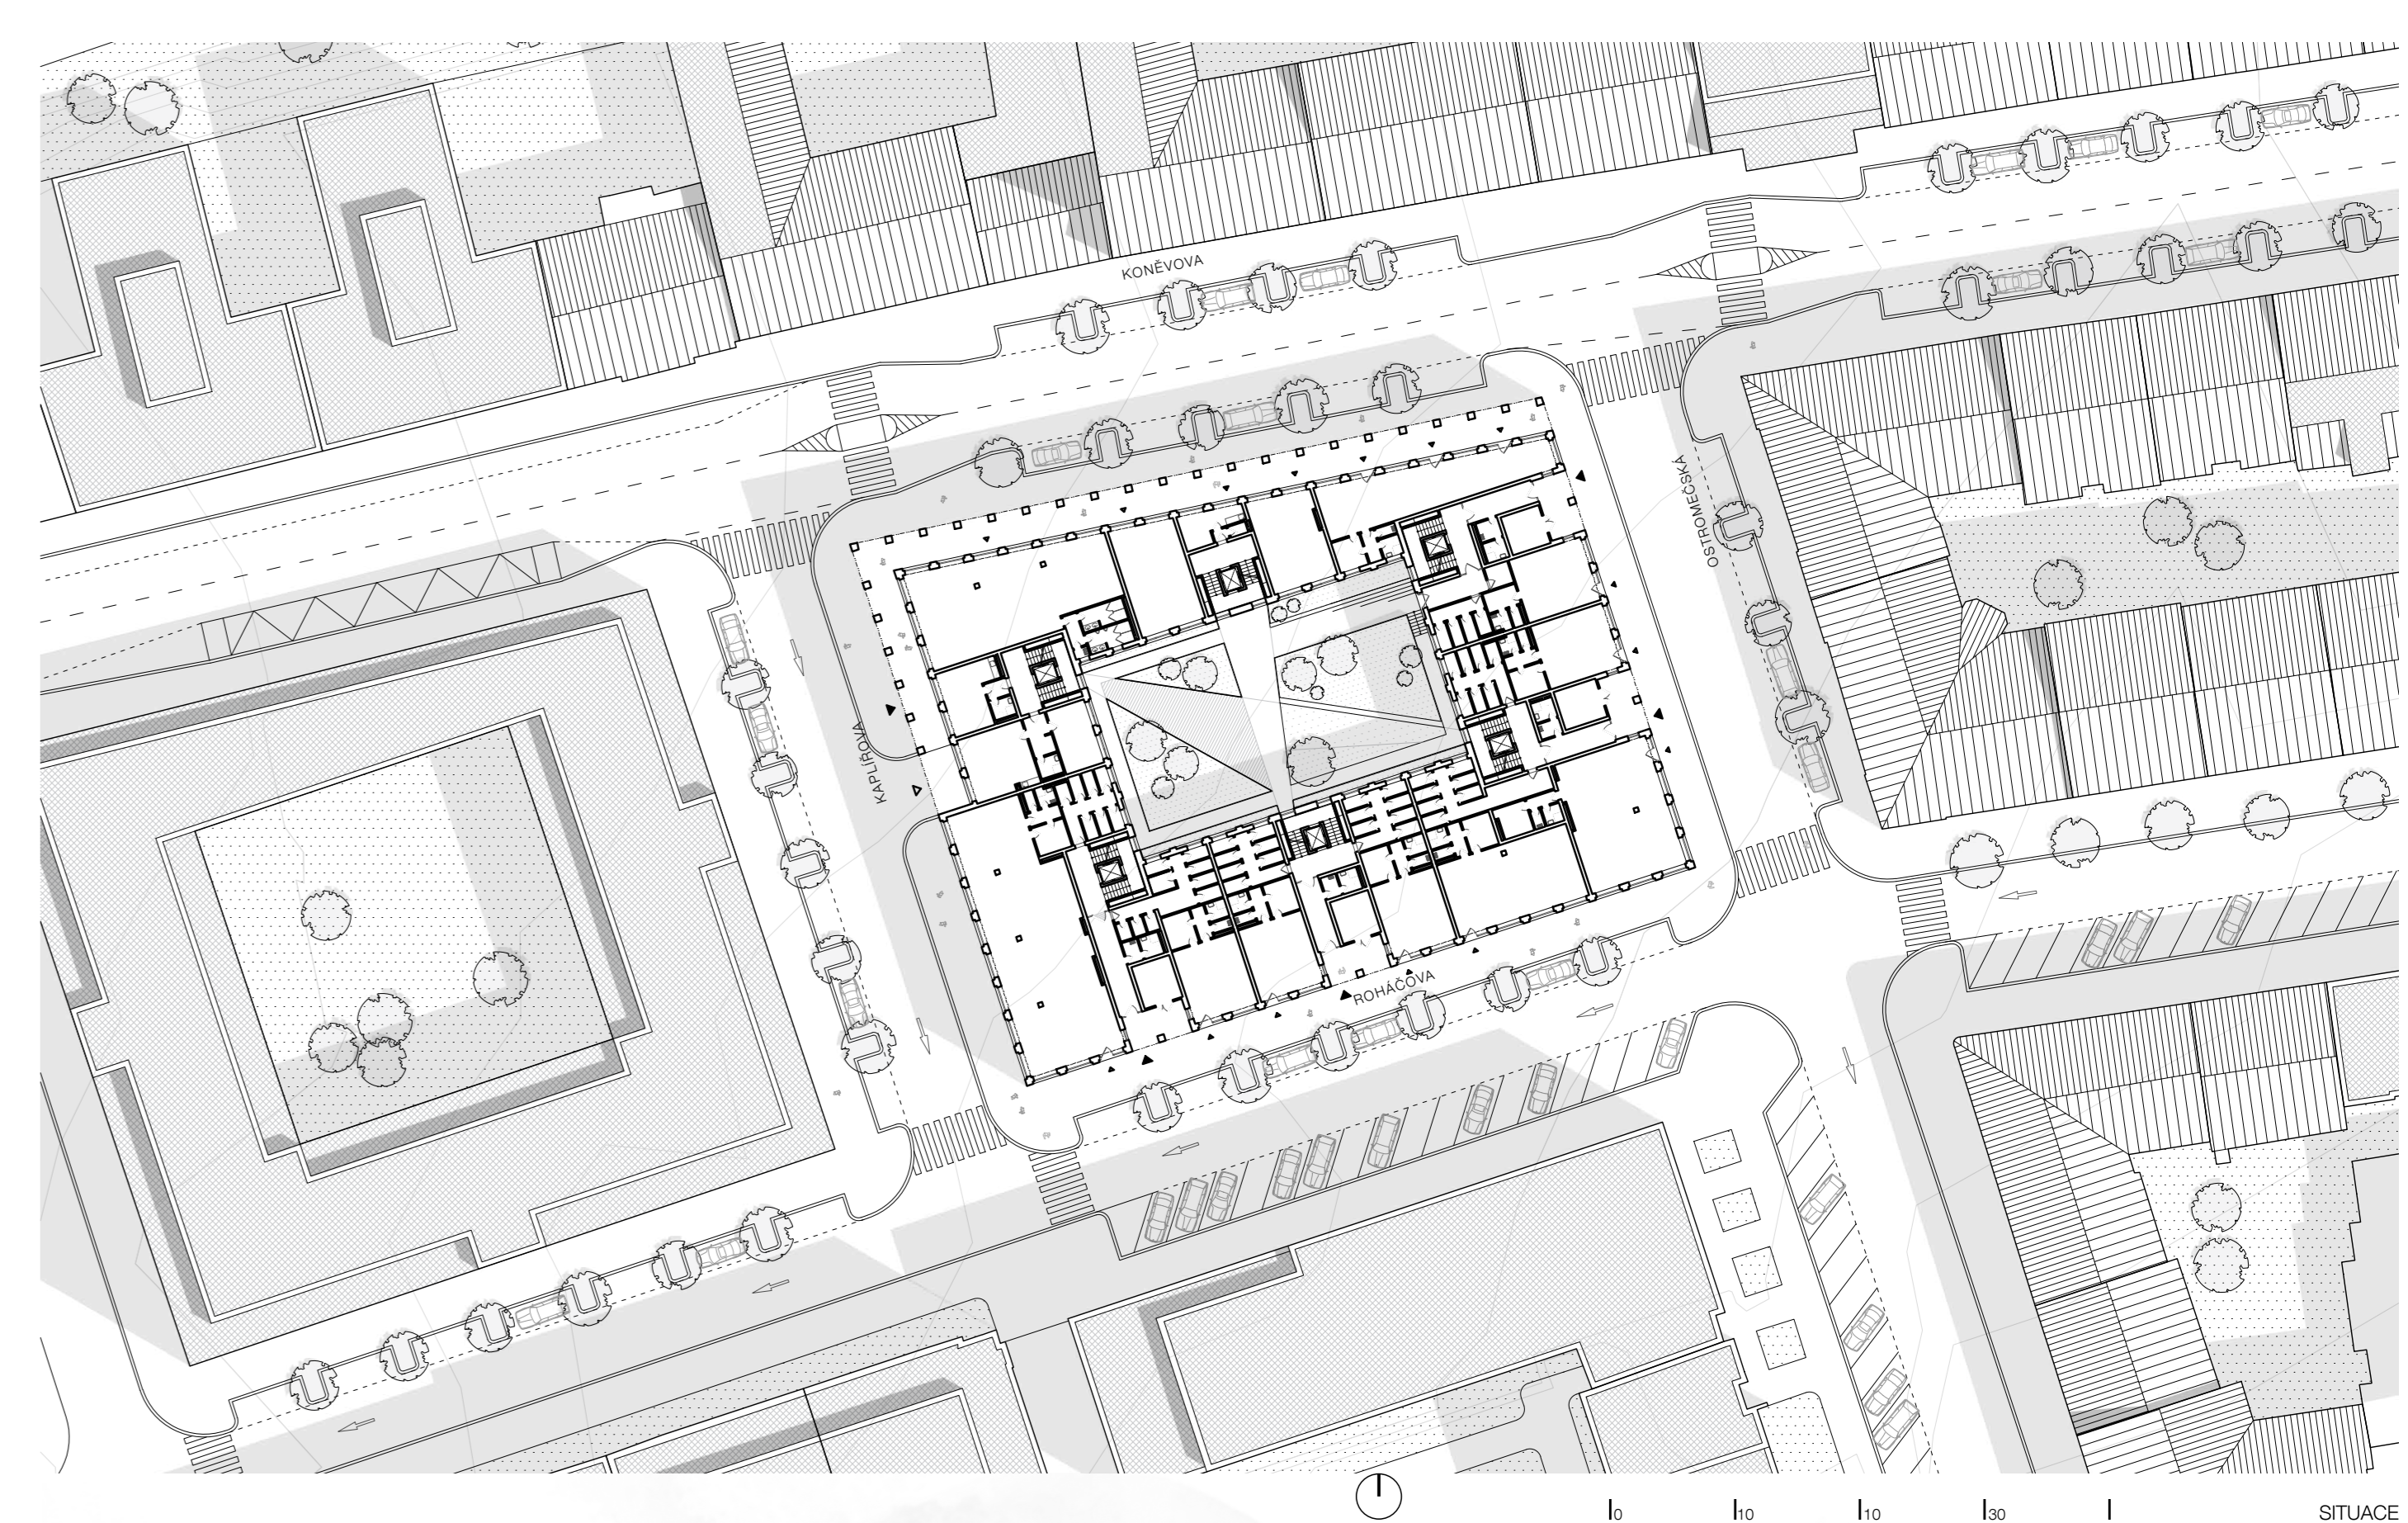 KONĚVOVA
OSTROMEČSKÁ
KAPLÍŘOVA
ROHÁČOVA
0 10 10 30
SITUACE